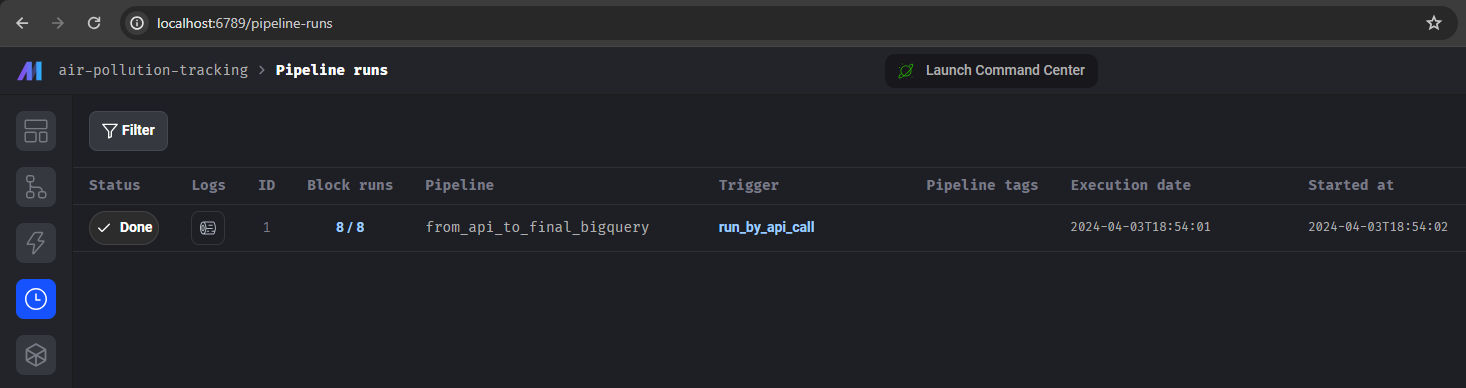 localhost:6789/pipeline-runs
air-pollution-tracking > Pipeline runs
Launch Command Center
Filter
Status Logs ID Block runs Pipeline Trigger Pipeline tags Execution date Started at
Done 1 8 / 8 from_api_to_final_bigquery run_by_api_call 2024-04-03T18:54:01 2024-04-03T18:54:02